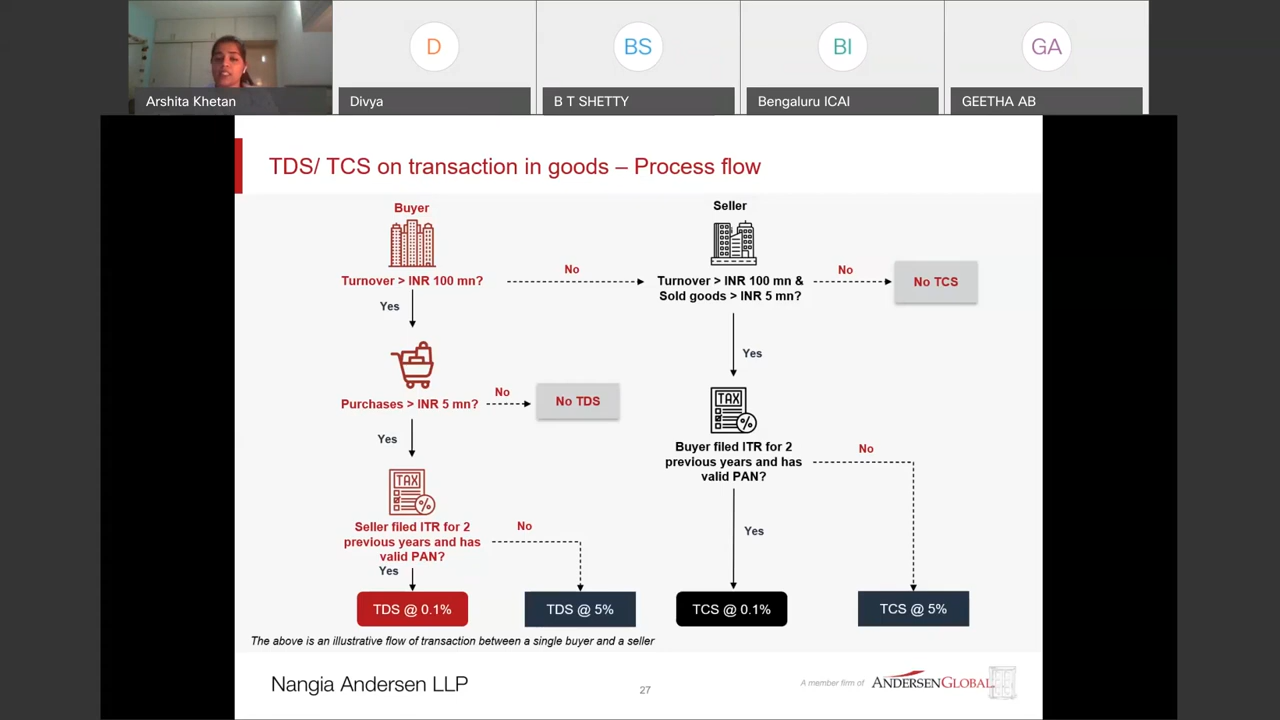 D
BS
BI
GA
Arshita Khetan
Divya
B T SHETTY
Bengaluru ICAI
GEETHA AB
TDS/ TCS on transaction in goods – Process flow
Buyer
Seller
Turnover > INR 100 mn?
No
Turnover > INR 100 mn &
Sold goods > INR 5 mn?
No
No TCS
Yes
Yes
Purchases > INR 5 mn?
No
No TDS
Yes
TAX
%
Buyer filed ITR for 2
previous years and has
valid PAN?
No
TAX
%
Seller filed ITR for 2
previous years and has
valid PAN?
No
Yes
Yes
TDS @ 0.1%
TDS @ 5%
TCS @ 0.1%
TCS @ 5%
The above is an illustrative flow of transaction between a single buyer and a seller
Nangia Andersen LLP
27
A member firm of
ANDERSEN GLOBAL